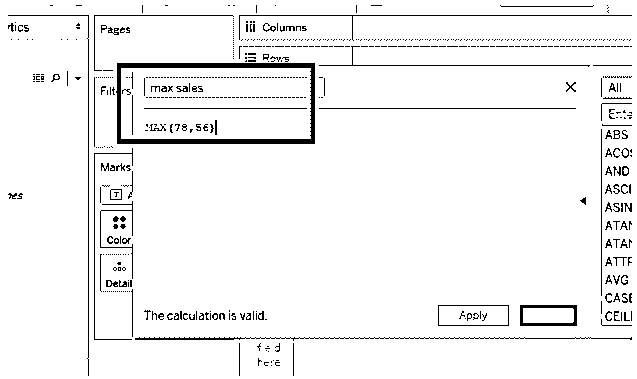 rtics
Pages
Columns
Rows
Filters
max sales
All
MAX(78,56)
Ente
ABS
ACOS
Marks
AND
ASCI
nes
ASIN
ATAN
Color
ATAN
ATTR
Detail
AVG
CASE
The calculation is valid.
Apply
CEILI
field
here